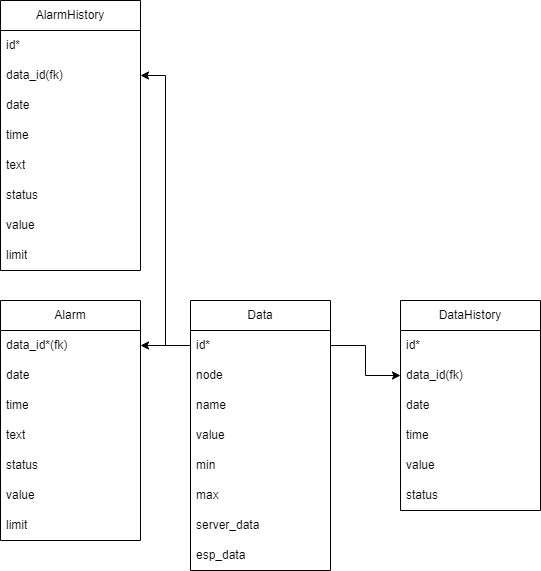 AlarmHistory
id*
data_id(fk)
date
time
text
status
value
limit
Alarm
data_id*(fk)
date
time
text
status
value
limit
Data
id*
node
name
value
min
max
server_data
esp_data
DataHistory
id*
data_id(fk)
date
time
value
status